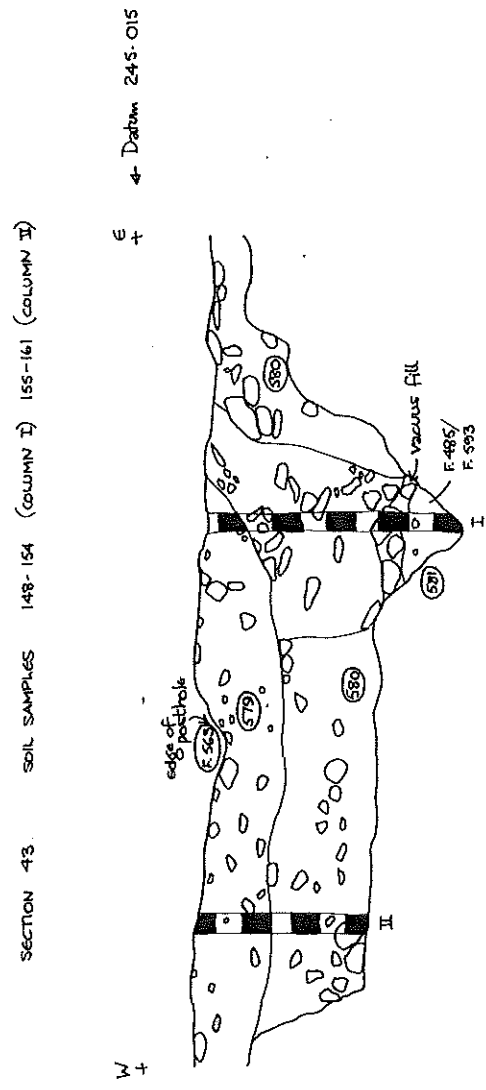 SECTION 43 SOIL SAMPLES 148-154 (COLUMN I) 155-161 (COLUMN II)
W
E
← Datum 245.015
edge of posthole
F.563
579
580
580
581
vacuus fill
F.485/
F.593
II
I